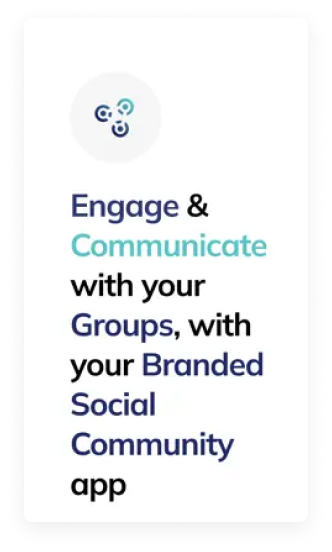 Engage &
Communicate
with your
Groups, with
your Branded
Social
Community
app